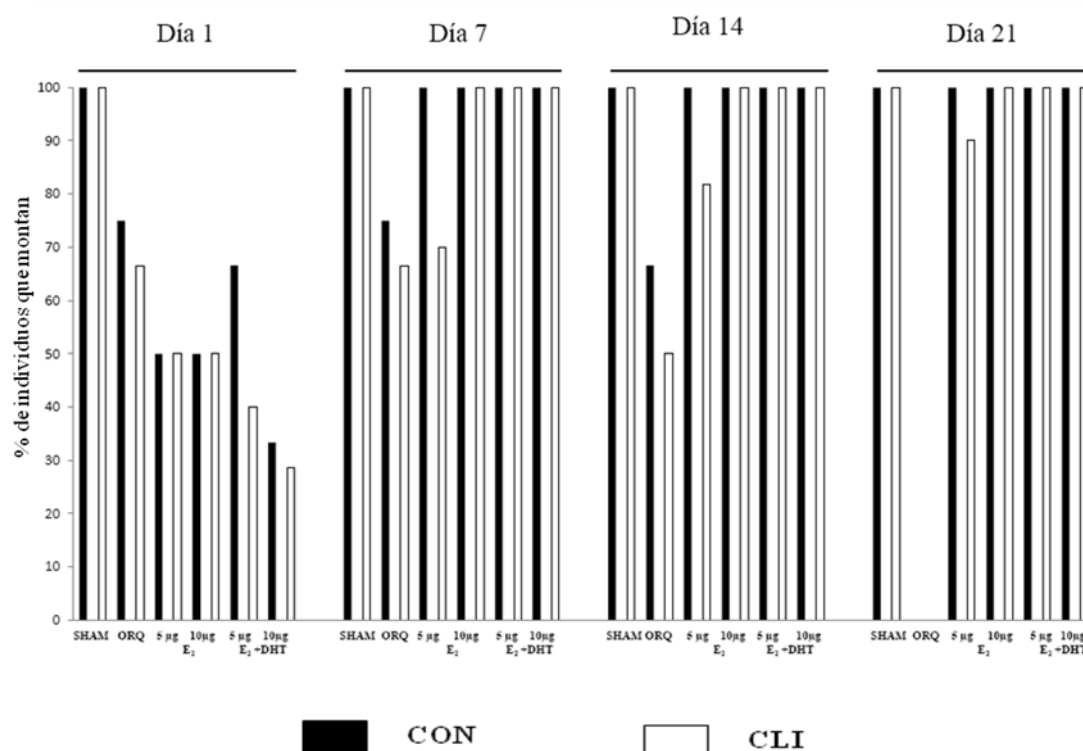 Día 1
Día 7
Día 14
Día 21
% de individuos que montan
100
90
80
70
60
50
40
30
20
10
0
SHAM ORQ 5 µg 10µg 5 µg 10µg
E₂ E₂ +DHT
SHAM ORQ 5 µg 10µg 5 µg 10µg
E₂ E₂ +DHT
SHAM ORQ 5 µg 10µg 5 µg 10µg
E₂ E₂ +DHT
SHAM ORQ 5 µg 10µg 5 µg 10µg
E₂ E₂ +DHT
CON
CLI